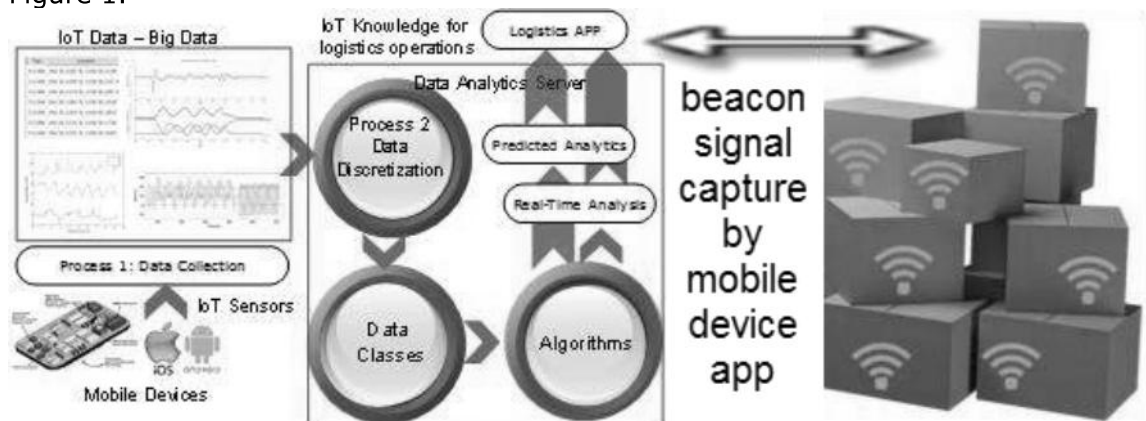 Figure 1.
IoT Data – Big Data
IoT Knowledge for
logistics operations
Logistics APP
Data Analytics Server
Process 2
Data
Discretization
Predicted Analytics
Real-Time Analysis
Process 1: Data Collection
IoT Sensors
iOS
ANDROID
Mobile Devices
Data
Classes
Algorithms
beacon
signal
capture
by
mobile
device
app